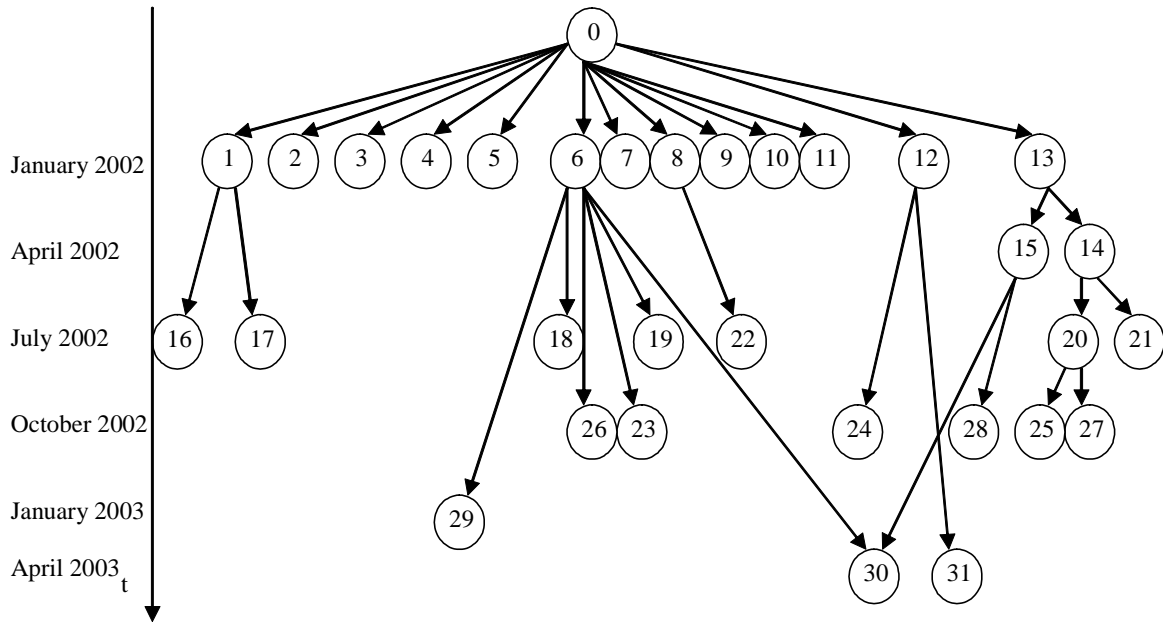 0
January 2002 1 2 3 4 5 6 7 8 9 10 11 12 13
April 2002 15 14
July 2002 16 17 18 19 22 20 21
October 2002 26 23 24 28 25 27
January 2003 29
April 2003 t 30 31